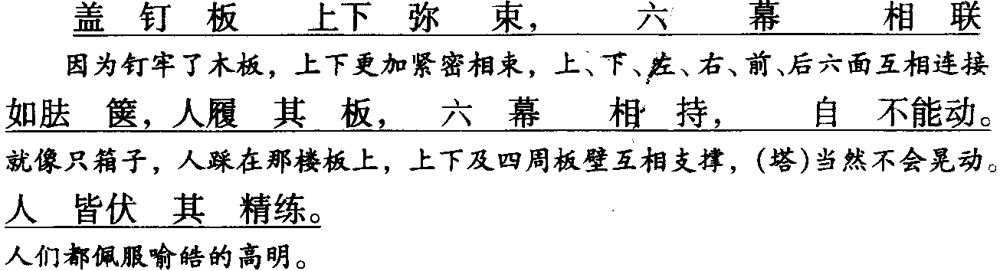 盖钉板上下弥束，六幕相联
因为钉牢了木板，上下更加紧密相束，上、下、左、右、前、后六面互相连接
如胠箧，人履其板，六幕相持，自不能动。
就像只箱子，人踩在那楼板上，上下及四周板壁互相支撑，(塔)当然不会晃动。
人皆伏其精练。
人们都佩服喻皓的高明。